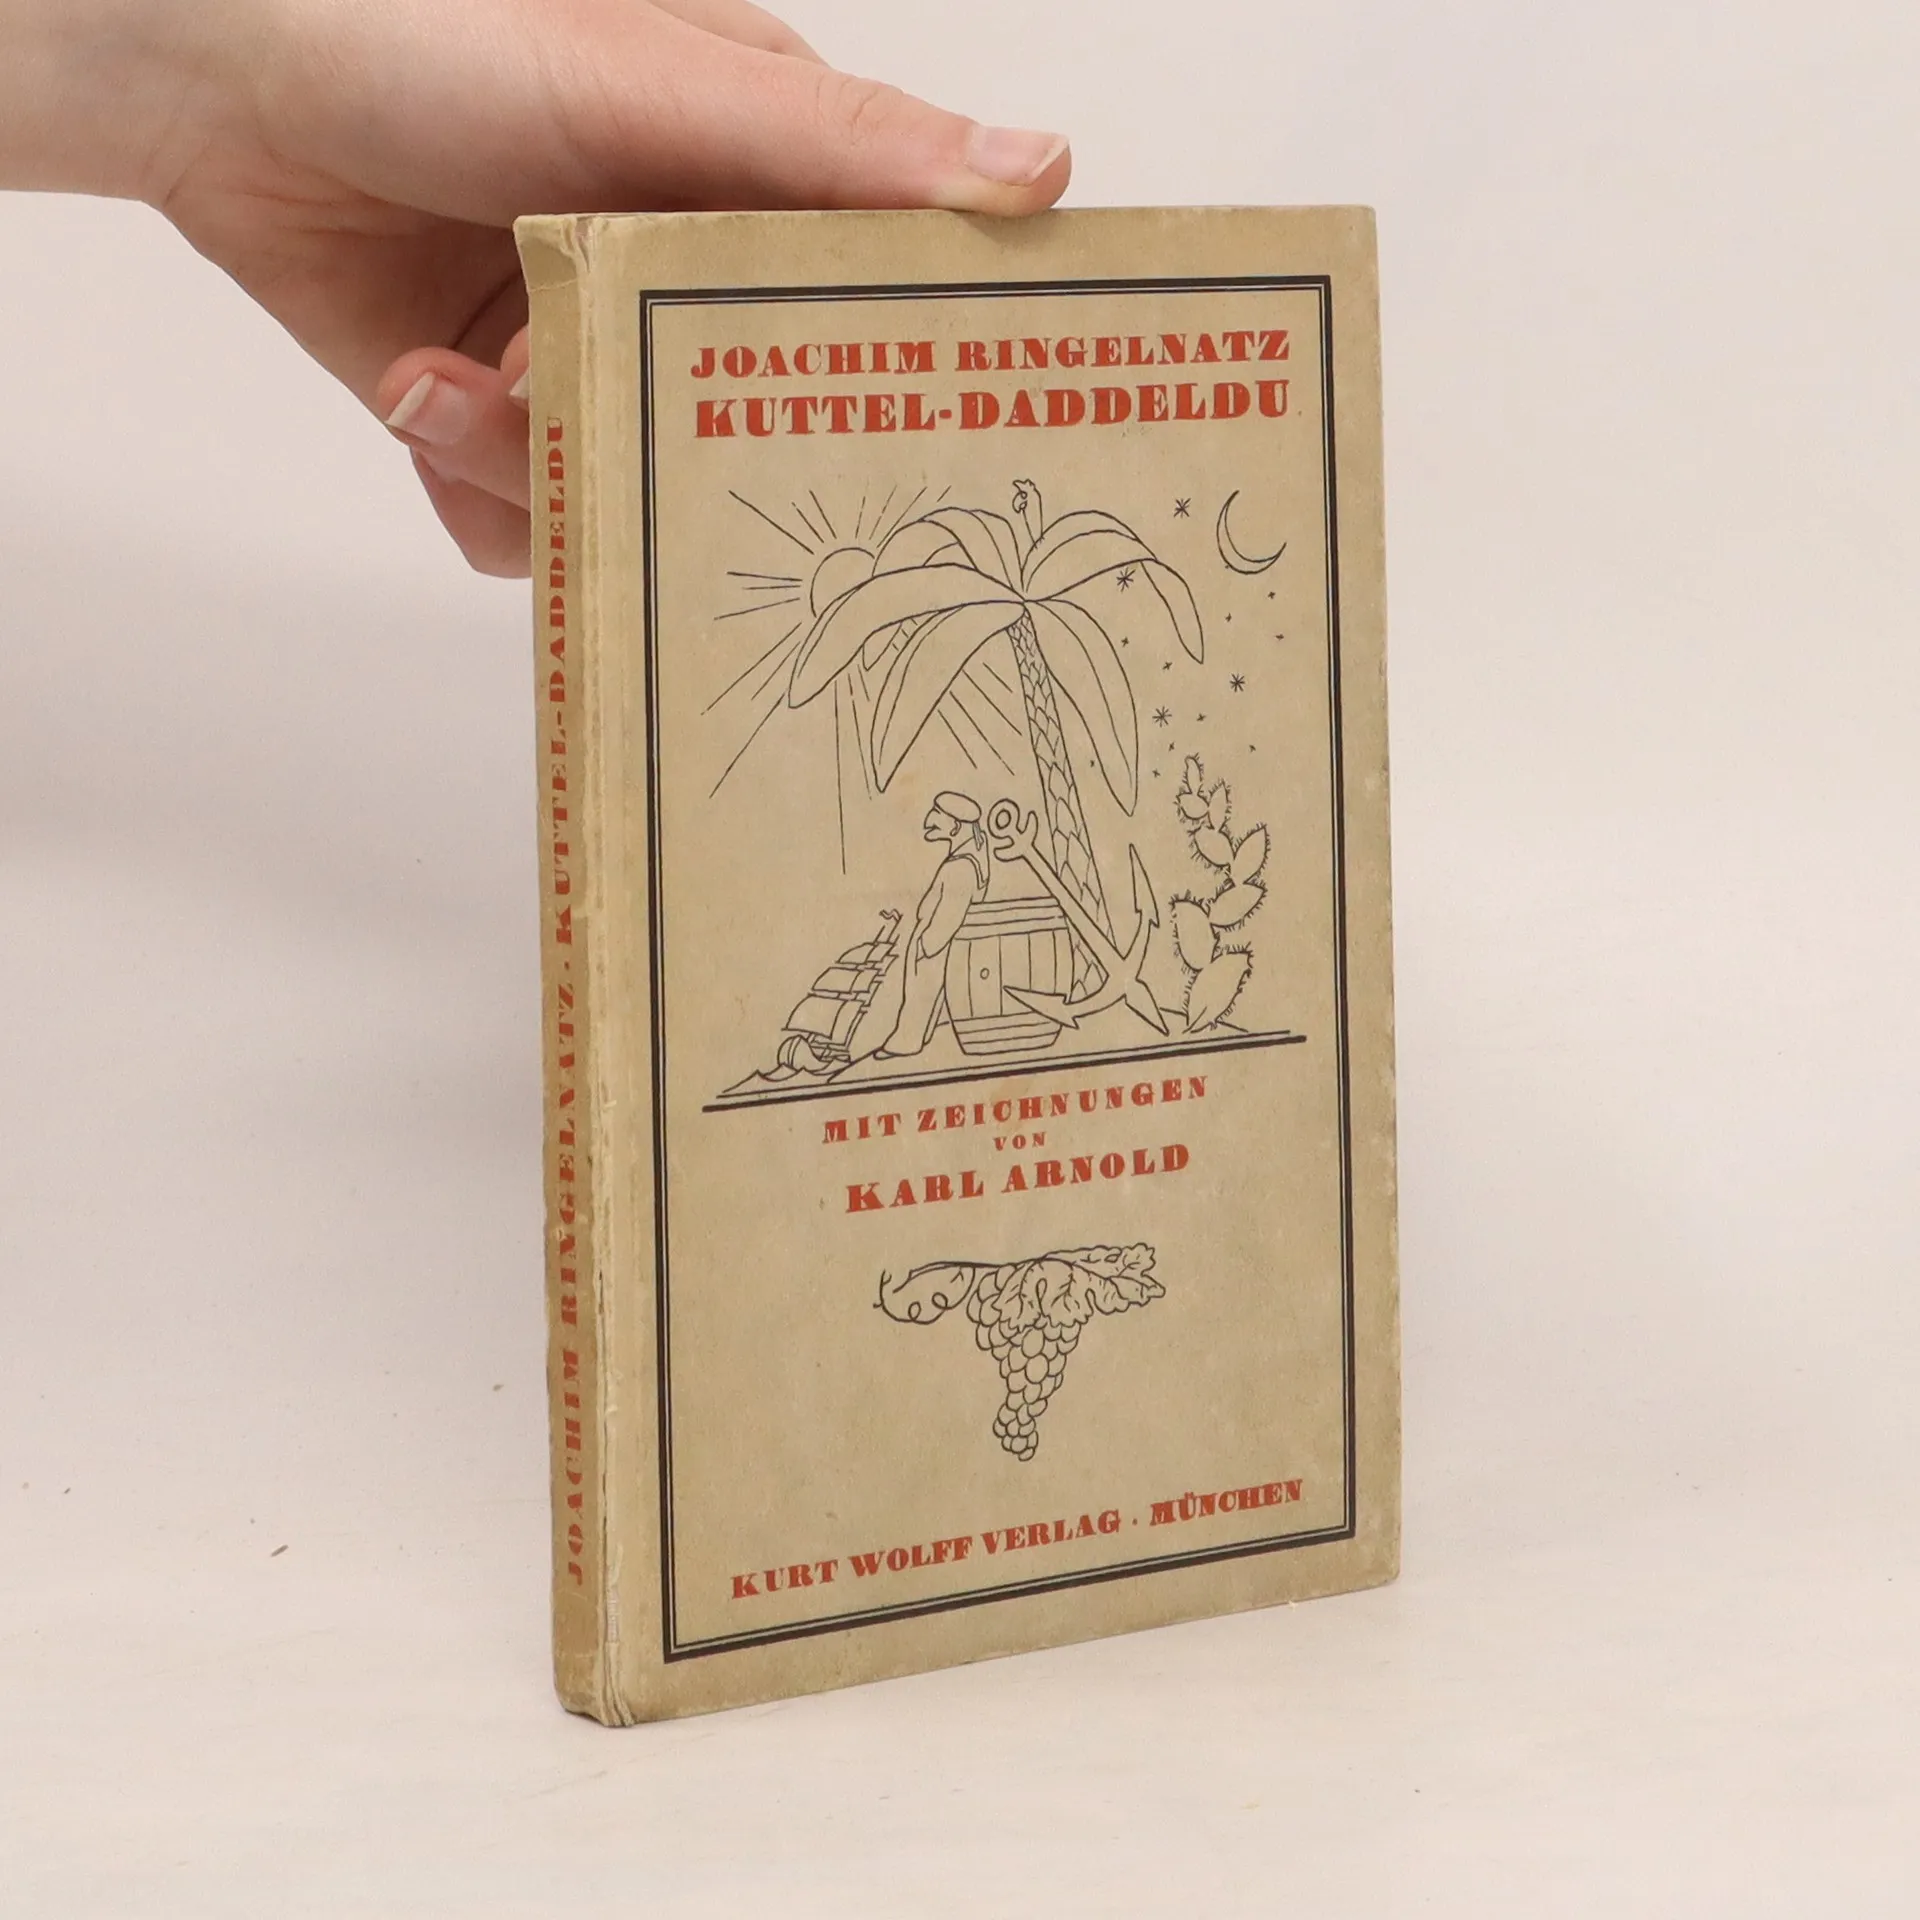 JOACHIM RINGELNATZ
KUTTEL-DADDELDU
MIT ZEICHNUNGEN
VON
KARL ARNOLD
KURT WOLFF VERLAG · MÜNCHEN
JOACHIM RINGELNATZ · KUTTEL-DADDELDU